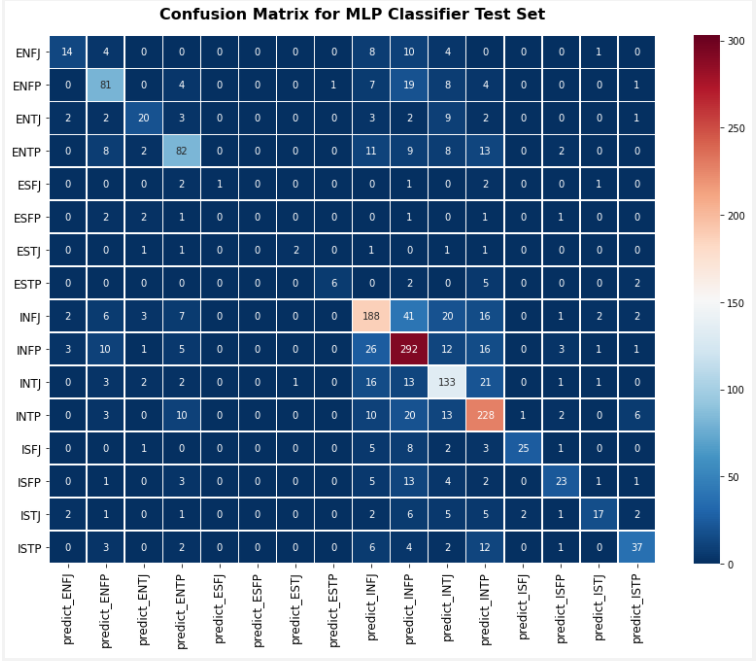 Confusion Matrix for MLP Classifier Test Set
ENFJ 14 4 0 0 0 0 0 0 8 10 4 0 0 0 1 0
ENFP 0 81 0 4 0 0 0 1 7 19 8 4 0 0 0 1
ENTJ 2 2 20 3 0 0 0 0 3 2 9 2 0 0 0 1
ENTP 0 8 2 82 0 0 0 0 11 9 8 13 0 2 0 0
ESFJ 0 0 0 2 1 0 0 0 0 1 0 2 0 0 1 0
ESFP 0 2 2 1 0 0 0 0 0 1 0 1 0 1 0 0
ESTJ 0 0 1 1 0 0 2 0 1 0 1 1 0 0 0 0
ESTP 0 0 0 0 0 0 0 6 0 2 0 5 0 0 0 2
INFJ 2 6 3 7 0 0 0 0 188 41 20 16 0 1 2 2
INFP 3 10 1 5 0 0 0 0 26 292 12 16 0 3 1 1
INTJ 0 3 2 2 0 0 1 0 16 13 133 21 0 1 1 0
INTP 0 3 0 10 0 0 0 0 10 20 13 228 1 2 0 6
ISFJ 0 0 1 0 0 0 0 0 5 8 2 3 25 1 0 0
ISFP 0 1 0 3 0 0 0 0 5 13 4 2 0 23 1 1
ISTJ 2 1 0 1 0 0 0 0 2 6 5 5 2 1 17 2
ISTP 0 3 0 2 0 0 0 0 6 4 2 12 0 1 0 37
predict_ENFJ
predict_ENFP
predict_ENTJ
predict_ENTP
predict_ESFJ
predict_ESFP
predict_ESTJ
predict_ESTP
predict_INFJ
predict_INFP
predict_INTJ
predict_INTP
predict_ISFJ
predict_ISFP
predict_ISTJ
predict_ISTP
300
250
200
150
100
50
0